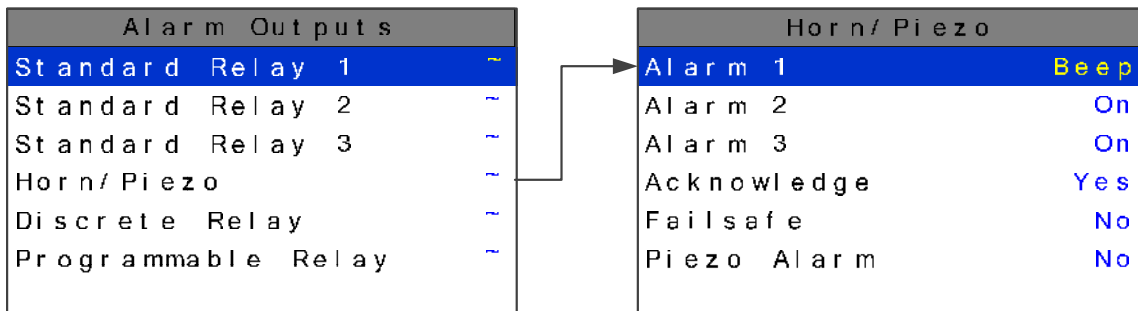 Alarm Outputs
Standard Relay 1 ~
Standard Relay 2 ~
Standard Relay 3 ~
Horn/Piezo ~
Discrete Relay ~
Programmable Relay ~
Horn/Piezo
Alarm 1 Beep
Alarm 2 On
Alarm 3 On
Acknowledge Yes
Failsafe No
Piezo Alarm No